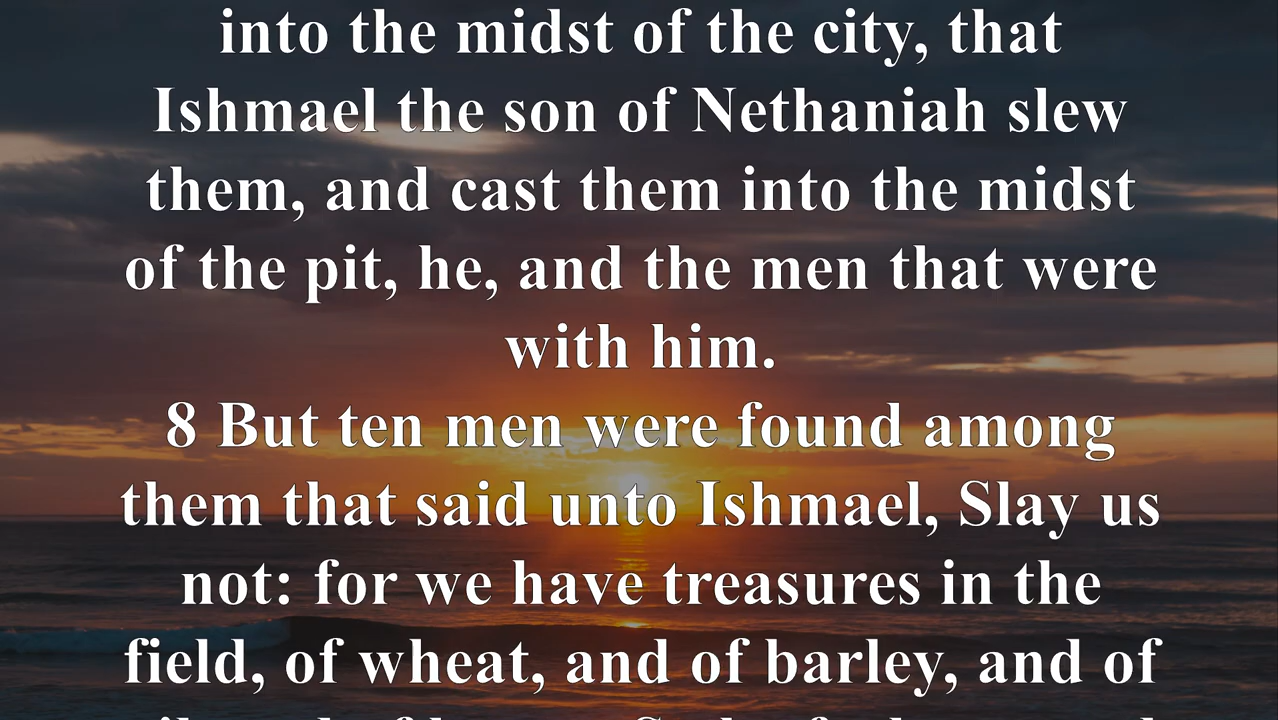 into the midst of the city, that
Ishmael the son of Nethaniah slew
them, and cast them into the midst
of the pit, he, and the men that were
with him.
8 But ten men were found among
them that said unto Ishmael, Slay us
not: for we have treasures in the
field, of wheat, and of barley, and of